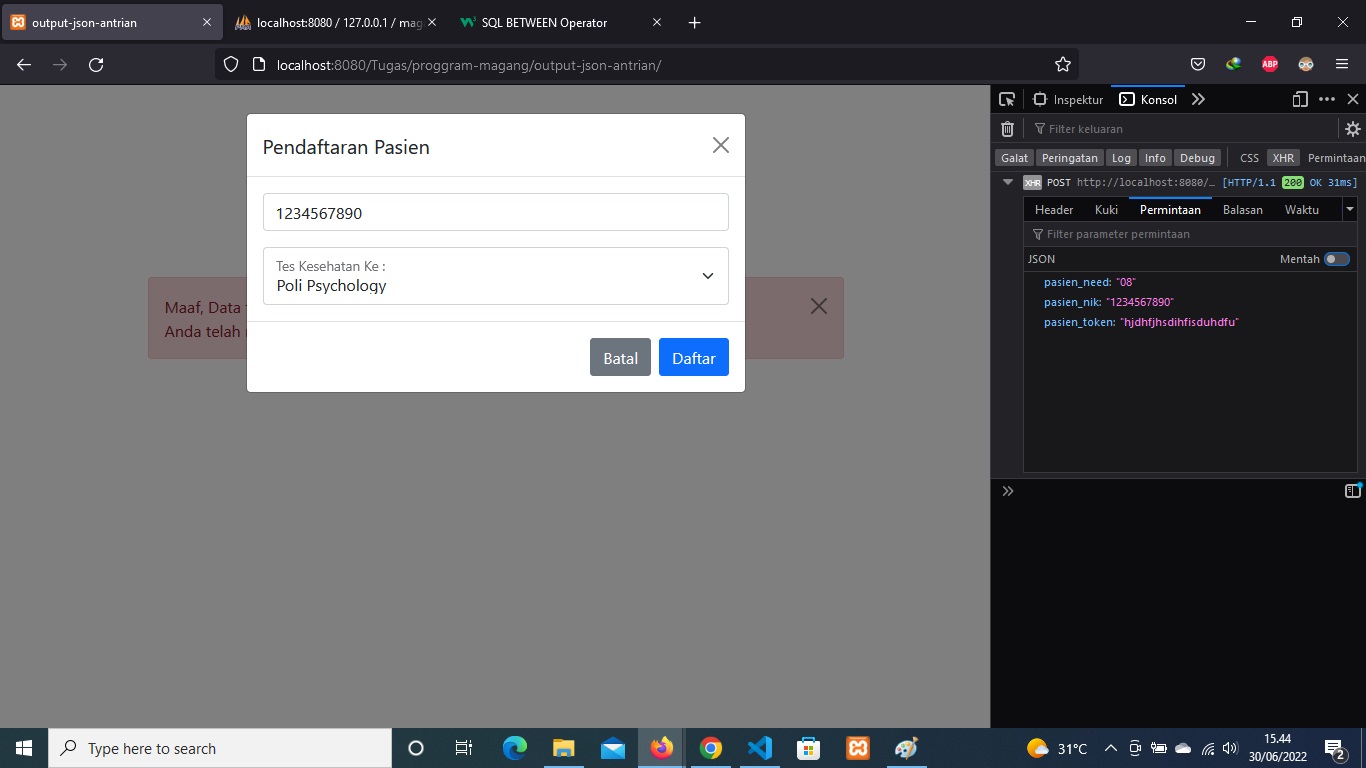 output-json-antrian
localhost:8080 / 127.0.0.1 / mag
SQL BETWEEN Operator
localhost:8080/Tugas/proggram-magang/output-json-antrian/
ABP
Pendaftaran Pasien
1234567890
Tes Kesehatan Ke :
Poli Psychology
Maaf, Data
Anda telah
Batal
Daftar
Inspektur
Konsol
Filter keluaran
Galat
Peringatan
Log
Info
Debug
CSS
XHR
Permintaan
XHR POST http://localhost:8080/… [HTTP/1.1 200 OK 31ms]
Header
Kuki
Permintaan
Balasan
Waktu
Filter parameter permintaan
JSON
Mentah
pasien_need: "08"
pasien_nik: "1234567890"
pasien_token: "hjdhfjhsdihfisduhdfu"
Type here to search
31°C
15.44
30/06/2022
2